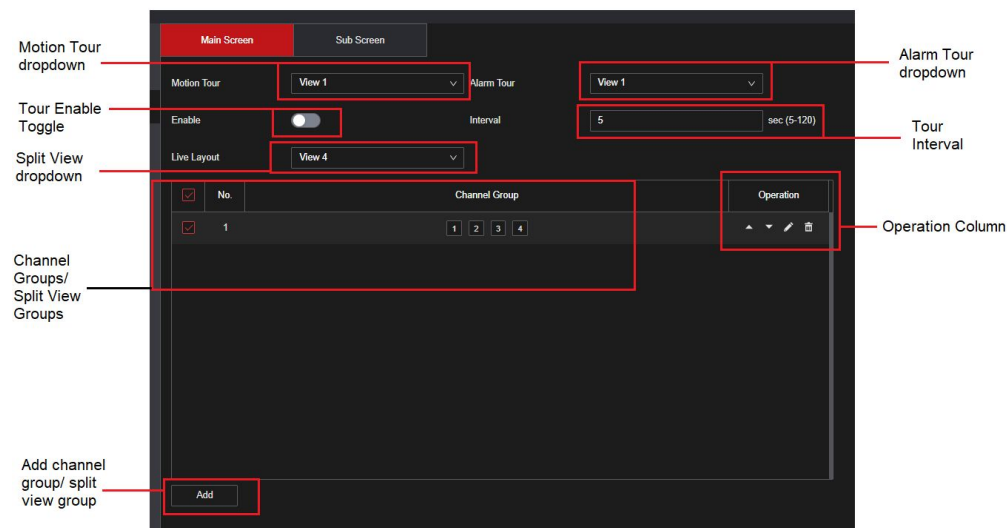 Main Screen
Sub Screen
Motion Tour
dropdown
Alarm Tour
dropdown
Motion Tour
View 1
Alarm Tour
View 1
Tour Enable
Toggle
Enable
Interval
5
sec (5-120)
Tour
Interval
Split View
dropdown
Live Layout
View 4
No.
Channel Group
Operation
1
1 2 3 4
Operation Column
Channel
Groups/
Split View
Groups
Add channel
group/ split
view group
Add